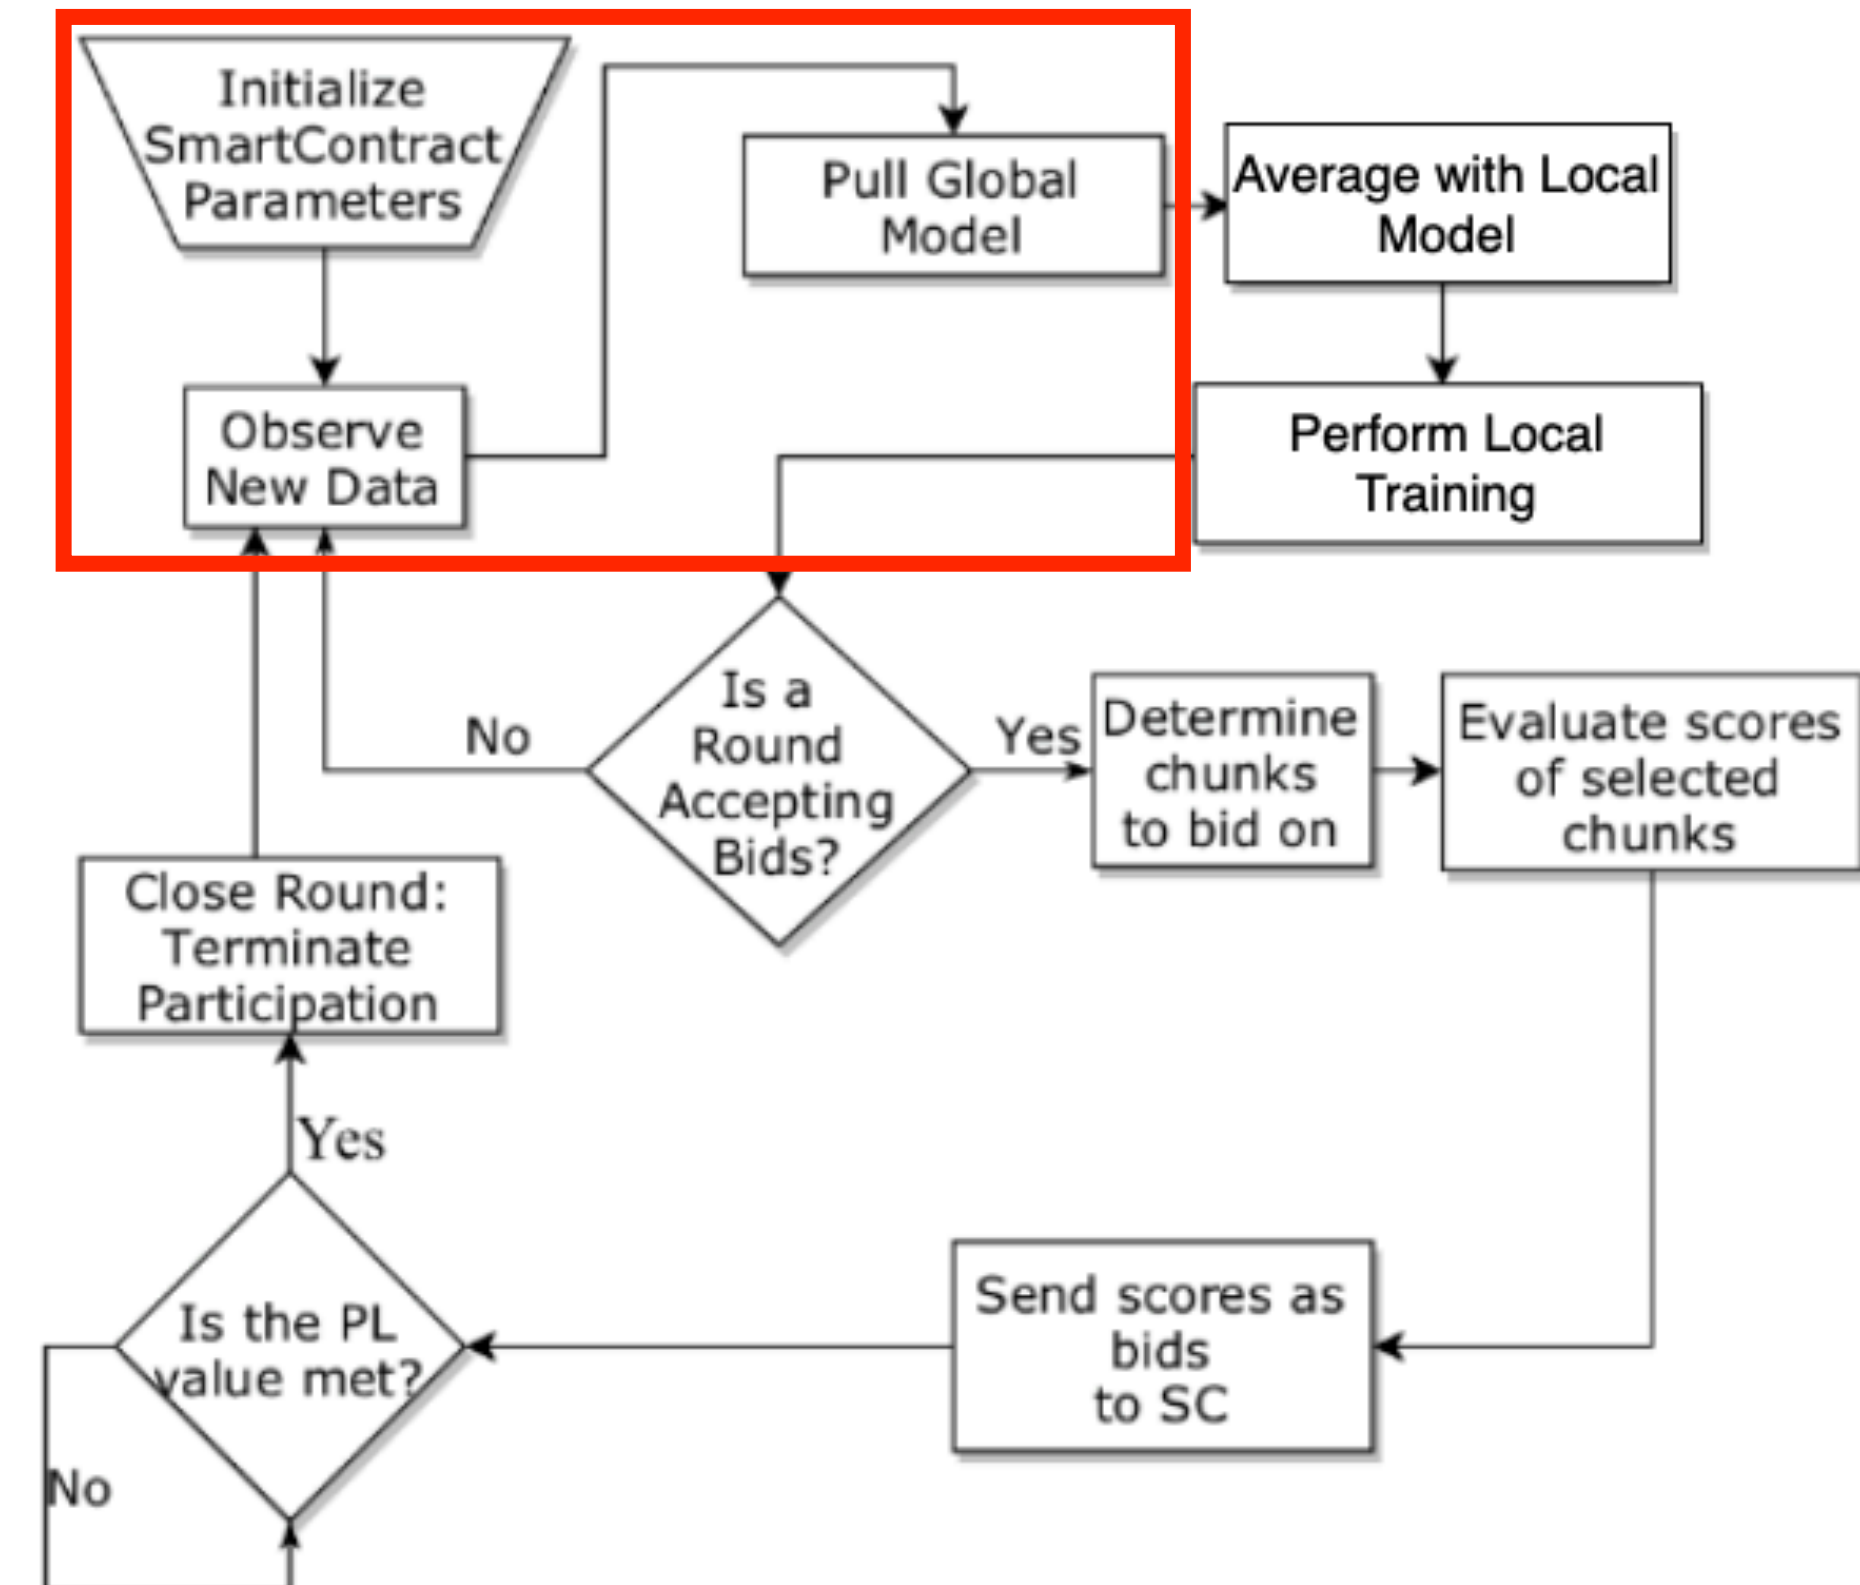 Initialize
SmartContract
Parameters
Pull Global
Model
Average with Local
Model
Observe
New Data
Perform Local
Training
Is a
Round
Accepting
Bids?
No
Yes
Determine
chunks
to bid on
Evaluate scores
of selected
chunks
Close Round:
Terminate
Participation
Yes
Is the PL
value met?
No
Send scores as
bids
to SC